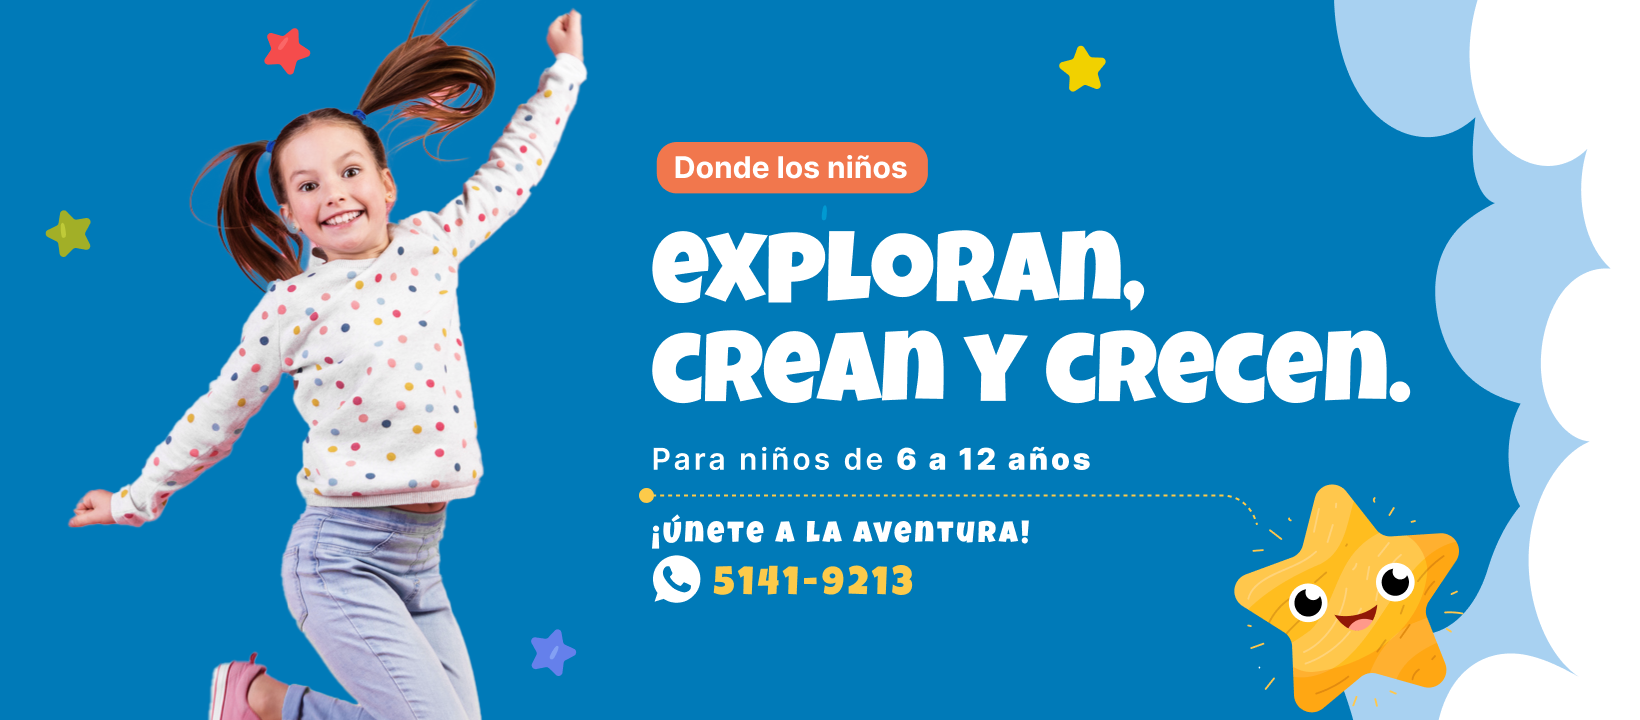 Donde los niños
exploran,
crean y crecen.
Para niños de 6 a 12 años
¡Únete a la aventura!
5141-9213